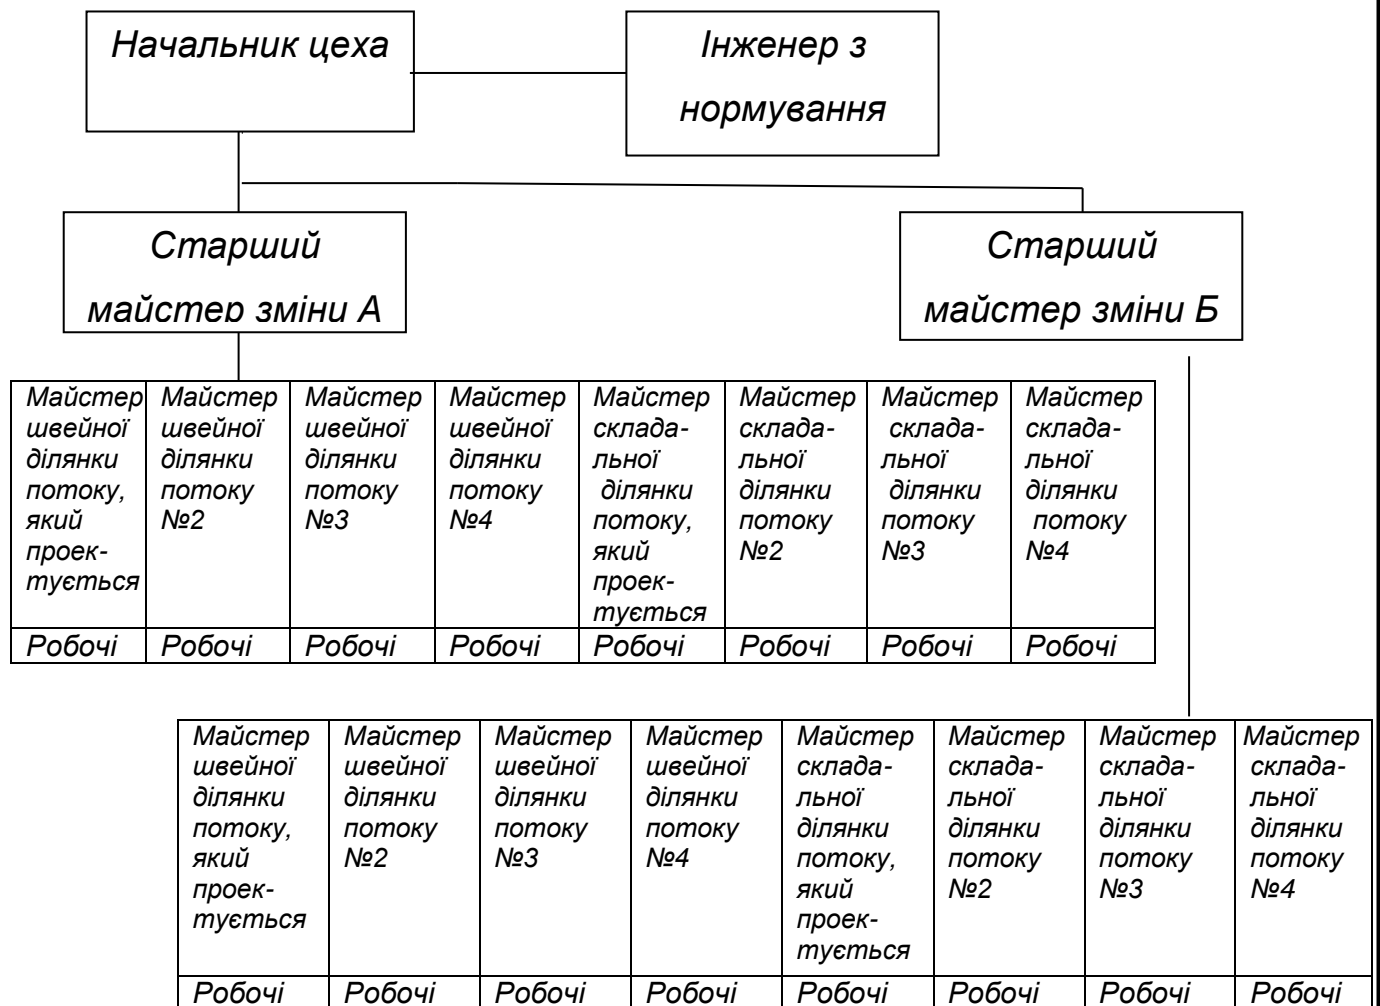 Начальник цеха
Інженер з
нормування
Старший
майстер зміни А
Старший
майстер зміни Б
Майстер
швейної
ділянки
потоку,
який
проек-
тується
Майстер
швейної
ділянки
потоку
№2
Майстер
швейної
ділянки
потоку
№3
Майстер
швейної
ділянки
потоку
№4
Майстер
склада-
льної
ділянки
потоку,
який
проек-
тується
Майстер
склада-
льної
ділянки
потоку
№2
Майстер
склада-
льної
ділянки
потоку
№3
Майстер
склада-
льної
ділянки
потоку
№4
Робочі
Робочі
Робочі
Робочі
Робочі
Робочі
Робочі
Робочі
Майстер
швейної
ділянки
потоку,
який
проек-
тується
Майстер
швейної
ділянки
потоку
№2
Майстер
швейної
ділянки
потоку
№3
Майстер
швейної
ділянки
потоку
№4
Майстер
склада-
льної
ділянки
потоку,
який
проек-
тується
Майстер
склада-
льної
ділянки
потоку
№2
Майстер
склада-
льної
ділянки
потоку
№3
Майстер
склада-
льної
ділянки
потоку
№4
Робочі
Робочі
Робочі
Робочі
Робочі
Робочі
Робочі
Робочі